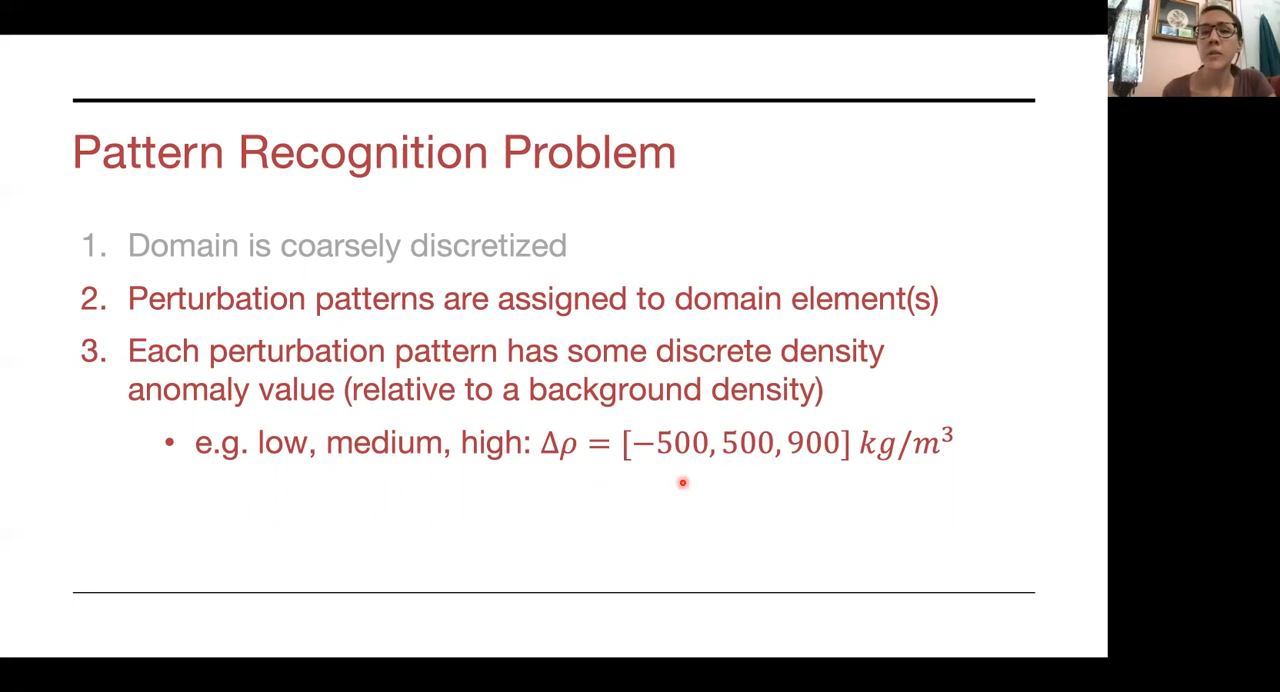 Pattern Recognition Problem
1. Domain is coarsely discretized
2. Perturbation patterns are assigned to domain element(s)
3. Each perturbation pattern has some discrete density
anomaly value (relative to a background density)
• e.g. low, medium, high: Δρ = [−500, 500, 900] kg/m³